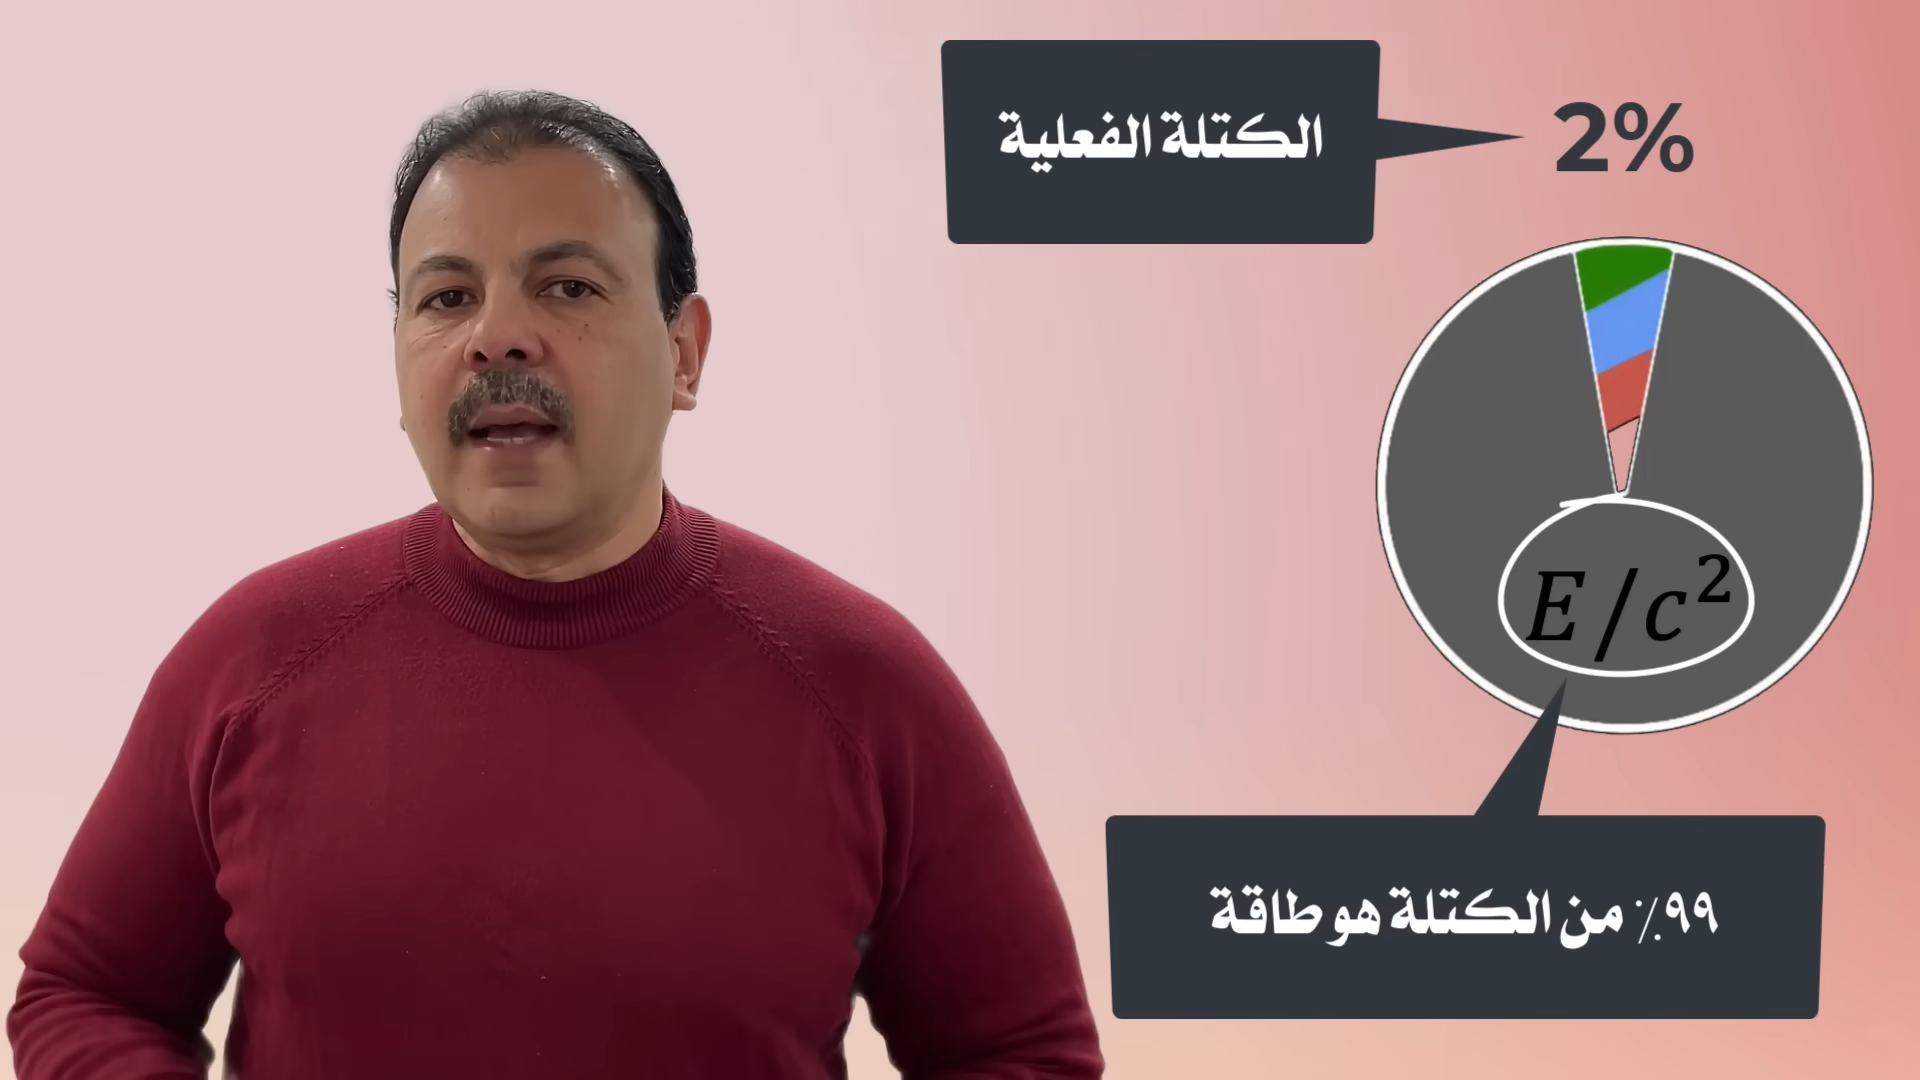 الكتلة الفعلية
2%
E/c²
٩٩٪ من الكتلة هو طاقة